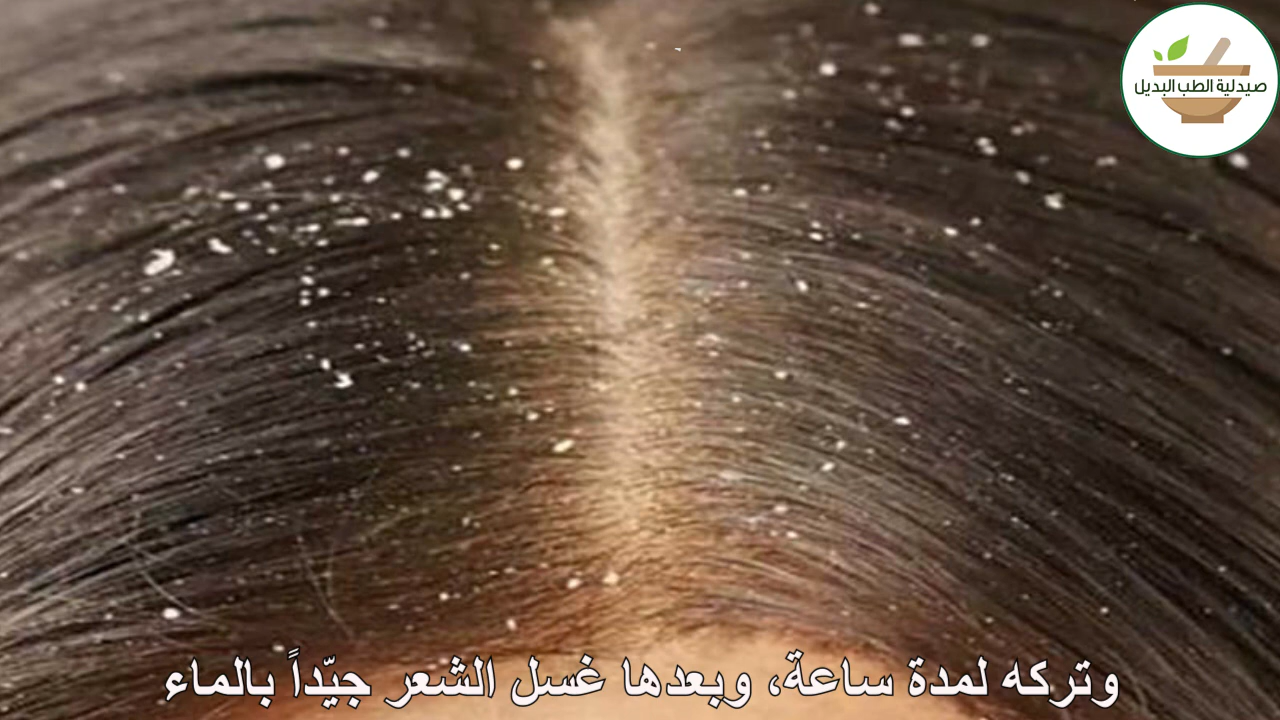 صيدلية الطب البديل
وتركه لمدة ساعة، وبعدها غسل الشعر جيّداً بالماء